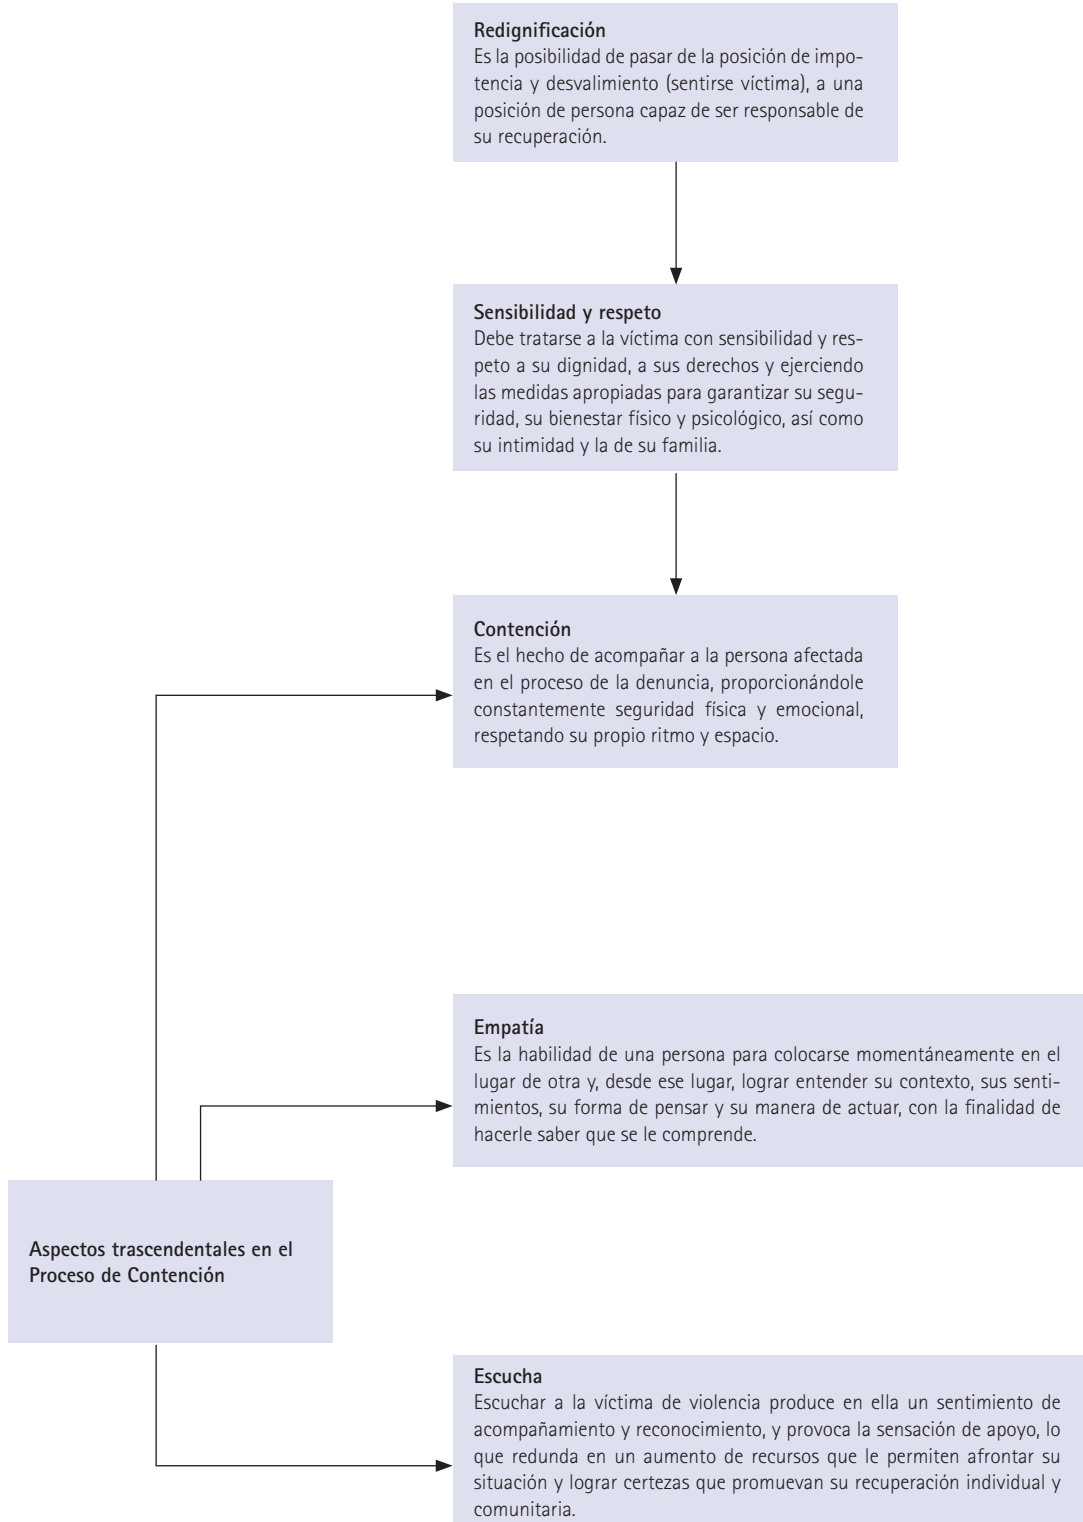 Redignificación
Es la posibilidad de pasar de la posición de impo-
tencia y desvalimiento (sentirse víctima), a una
posición de persona capaz de ser responsable de
su recuperación.
Sensibilidad y respeto
Debe tratarse a la víctima con sensibilidad y res-
peto a su dignidad, a sus derechos y ejerciendo
las medidas apropiadas para garantizar su segu-
ridad, su bienestar físico y psicológico, así como
su intimidad y la de su familia.
Contención
Es el hecho de acompañar a la persona afectada
en el proceso de la denuncia, proporcionándole
constantemente seguridad física y emocional,
respetando su propio ritmo y espacio.
Empatía
Es la habilidad de una persona para colocarse momentáneamente en el
lugar de otra y, desde ese lugar, lograr entender su contexto, sus senti-
mientos, su forma de pensar y su manera de actuar, con la finalidad de
hacerle saber que se le comprende.
Aspectos trascendentales en el
Proceso de Contención
Escucha
Escuchar a la víctima de violencia produce en ella un sentimiento de
acompañamiento y reconocimiento, y provoca la sensación de apoyo, lo
que redunda en un aumento de recursos que le permiten afrontar su
situación y lograr certezas que promuevan su recuperación individual y
comunitaria.